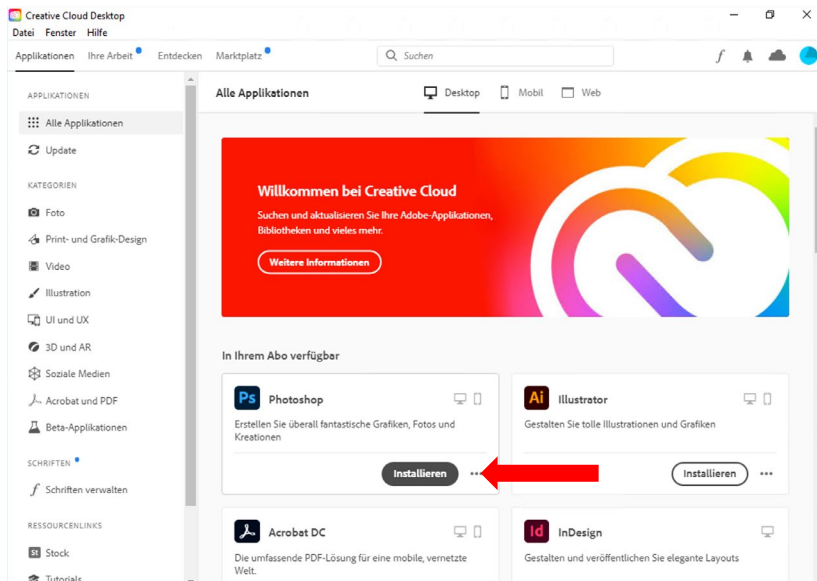 Creative Cloud Desktop
Datei Fenster Hilfe
Applikationen Ihre Arbeit Entdecken Marktplatz Suchen
APPLIKATIONEN
Alle Applikationen
Update
KATEGORIEN
Foto
Print- und Grafik-Design
Video
Illustration
UI und UX
3D und AR
Soziale Medien
Acrobat und PDF
Beta-Applikationen
SCHRIFTEN
Schriften verwalten
RESSOURCENLINKS
St Stock
Tutorials
Alle Applikationen Desktop Mobil Web
Willkommen bei Creative Cloud
Suchen und aktualisieren Sie Ihre Adobe-Applikationen,
Bibliotheken und vieles mehr.
Weitere Informationen
In Ihrem Abo verfügbar
Ps Photoshop
Erstellen Sie überall fantastische Grafiken, Fotos und
Kreationen
Installieren
Ai Illustrator
Gestalten Sie tolle Illustrationen und Grafiken
Installieren
Acrobat DC
Die umfassende PDF-Lösung für eine mobile, vernetzte
Welt.
Id InDesign
Gestalten und veröffentlichen Sie elegante Layouts